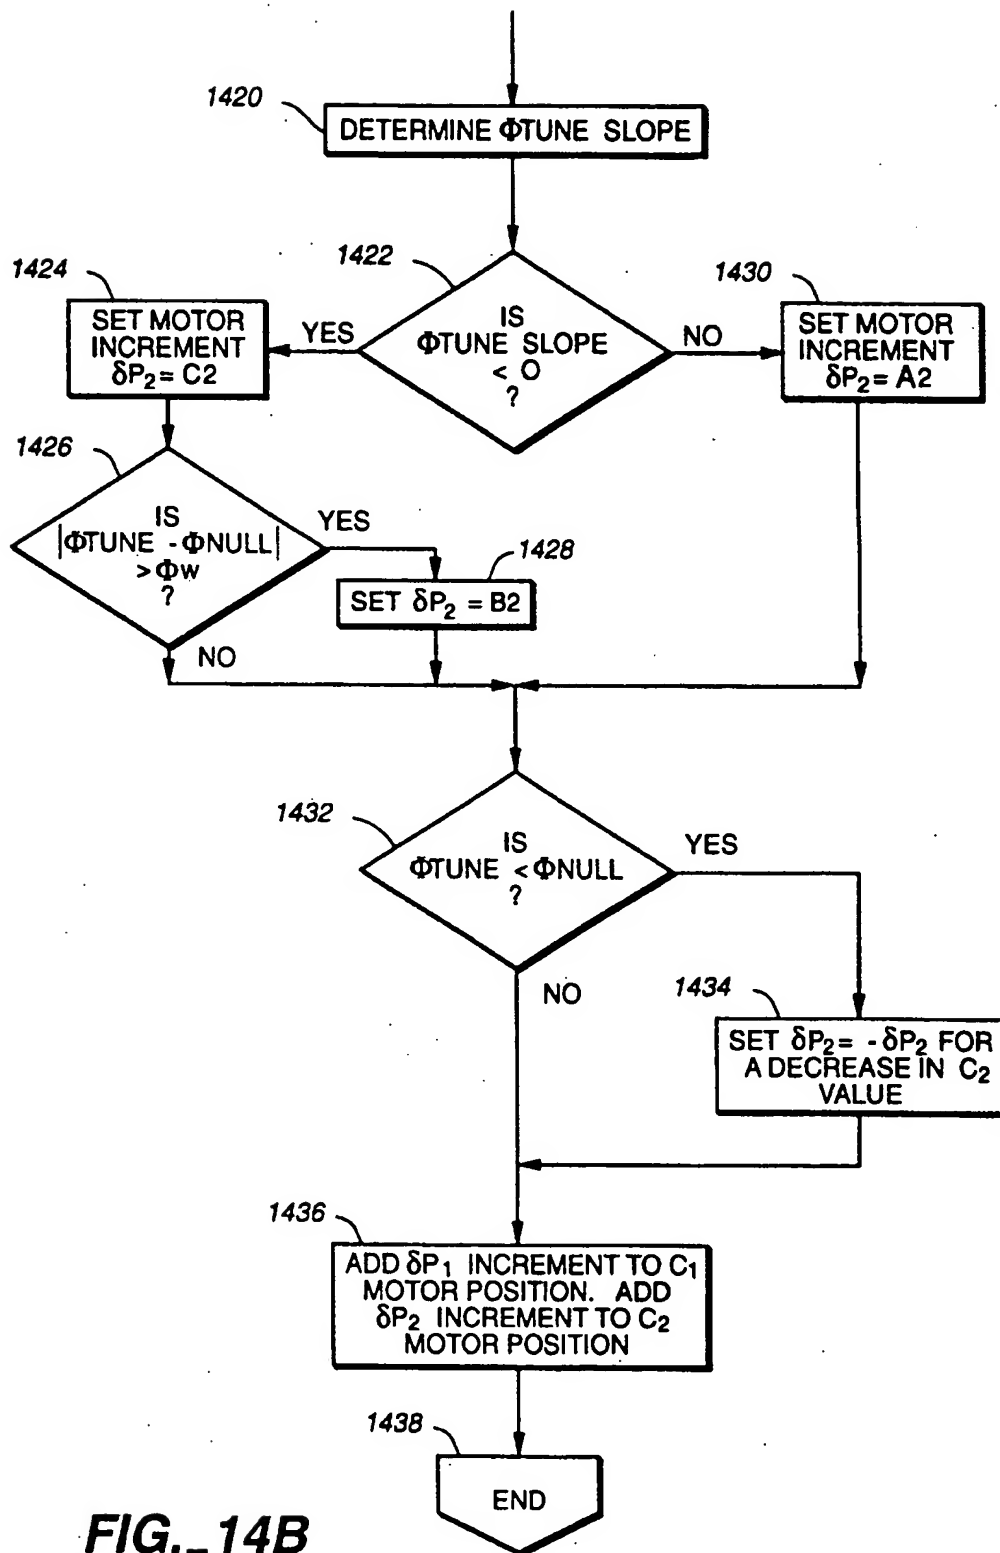 1420
DETERMINE ΦTUNE SLOPE
1422
IS
ΦTUNE SLOPE
< 0
?
YES
NO
1424
SET MOTOR
INCREMENT
δP₂ = C2
1430
SET MOTOR
INCREMENT
δP₂ = A2
1426
IS
|ΦTUNE - ΦNULL|
> Φw
?
YES
NO
1428
SET δP₂ = B2
1432
IS
ΦTUNE < ΦNULL
?
YES
NO
1434
SET δP₂ = - δP₂ FOR
A DECREASE IN C₂
VALUE
1436
ADD δP₁ INCREMENT TO C₁
MOTOR POSITION. ADD
δP₂ INCREMENT TO C₂
MOTOR POSITION
1438
END
FIG._14B